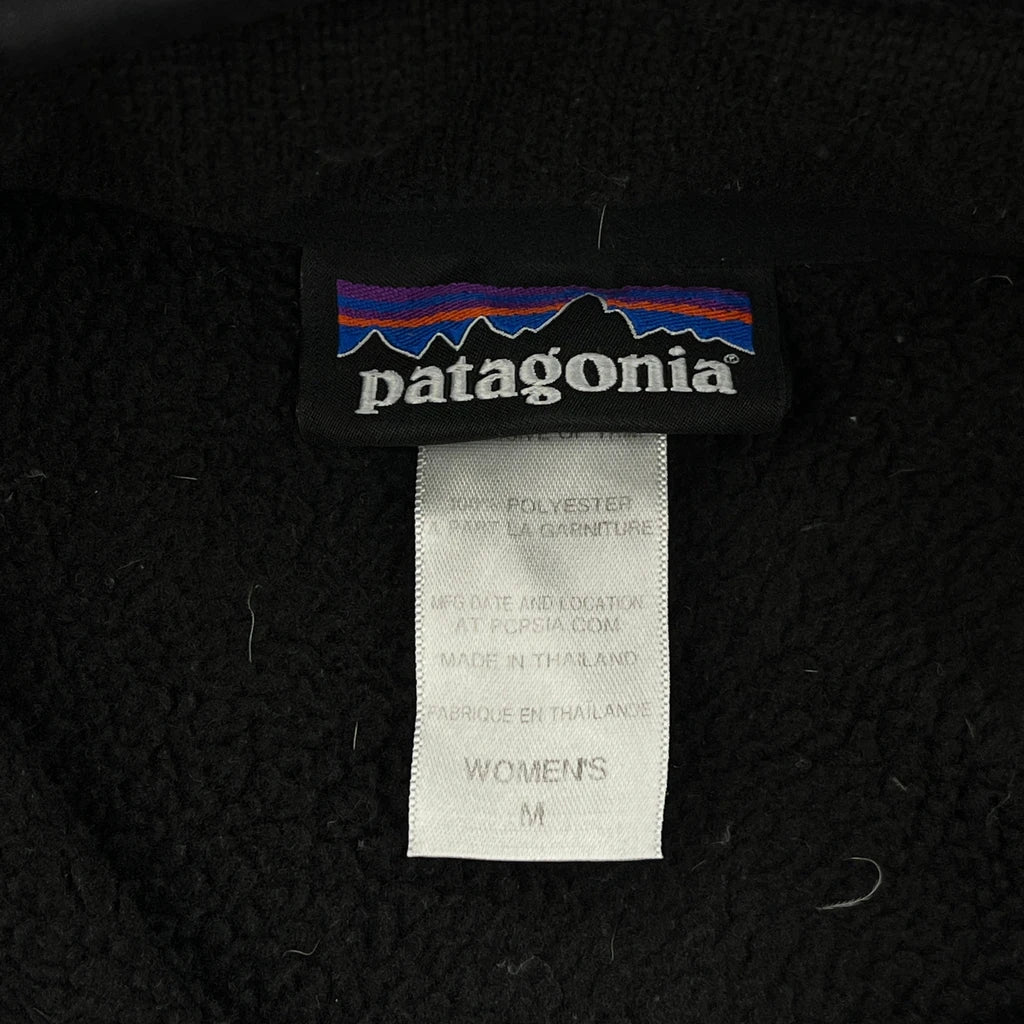 patagonia®
100% POLYESTER
À PART LA GARNITURE
MFG DATE AND LOCATION
AT PCPSIA.COM
MADE IN THAILAND
FABRIQUE EN THAILANDE
WOMEN'S
M